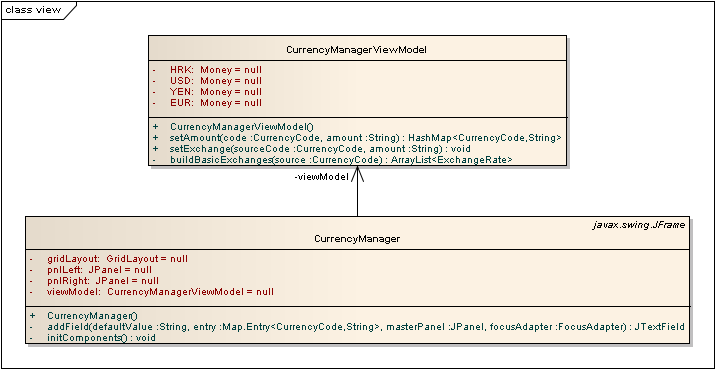 class view
CurrencyManagerViewModel
- HRK: Money = null
- USD: Money = null
- YEN: Money = null
- EUR: Money = null
+ CurrencyManagerViewModel()
+ setAmount(code :CurrencyCode, amount :String) : HashMap<CurrencyCode,String>
+ setExchange(sourceCode :CurrencyCode, amount :String) : void
- buildBasicExchanges(source :CurrencyCode) : ArrayList<ExchangeRate>
-viewModel
javax.swing.JFrame
CurrencyManager
- gridLayout: GridLayout = null
- pnlLeft: JPanel = null
- pnlRight: JPanel = null
- viewModel: CurrencyManagerViewModel = null
+ CurrencyManager()
- addField(defaultValue :String, entry :Map.Entry<CurrencyCode,String>, masterPanel :JPanel, focusAdapter :FocusAdapter) : JTextField
- initComponents() : void